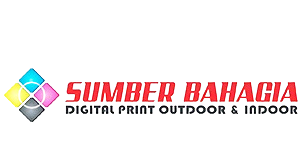 SUMBER BAHAGIA
DIGITAL PRINT OUTDOOR & INDOOR